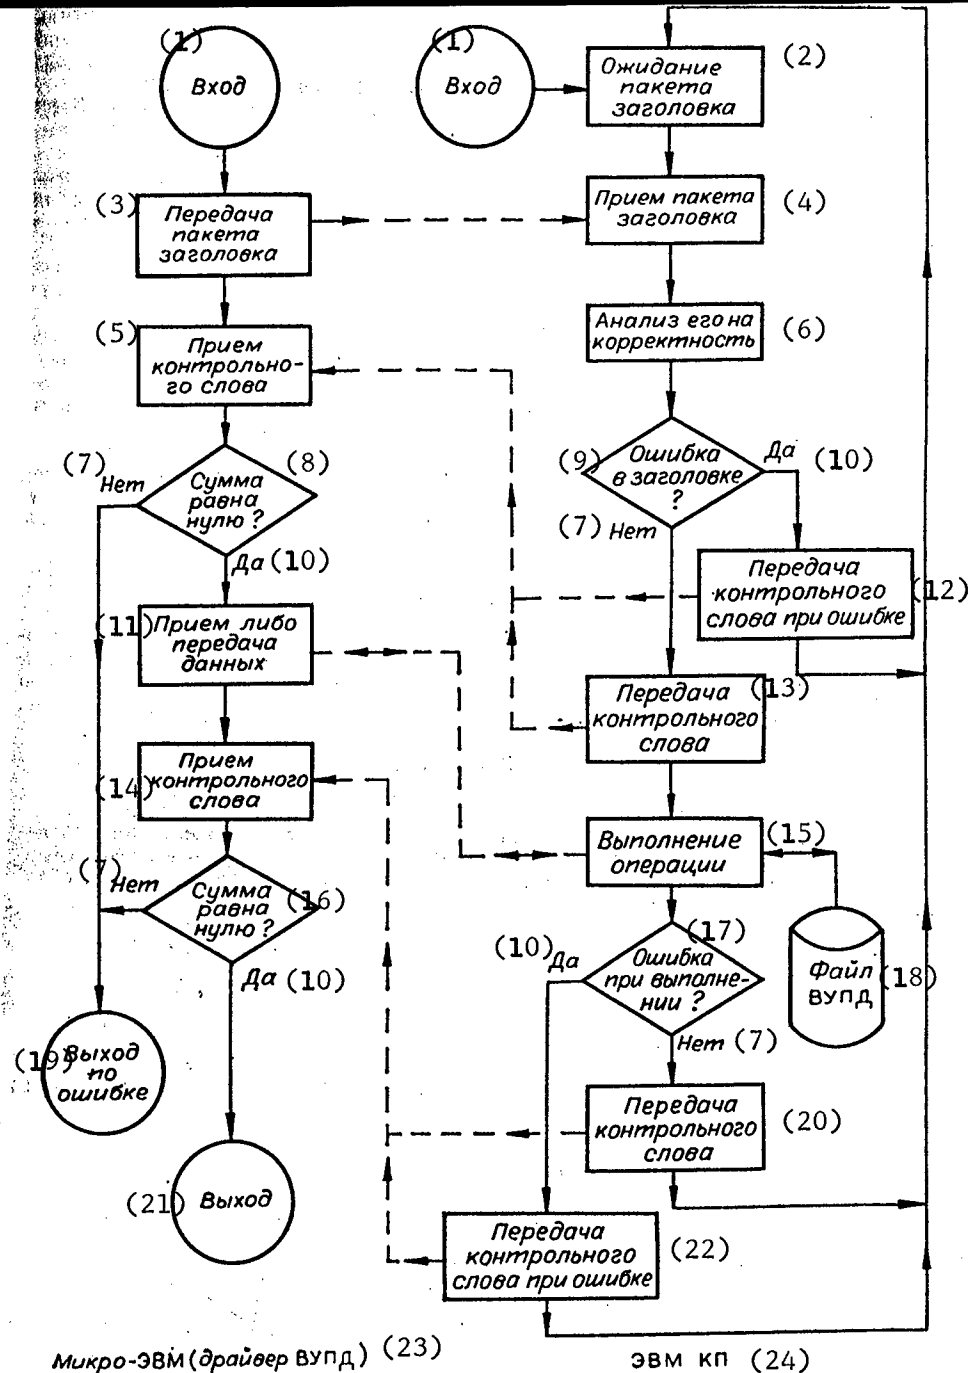 (1)
Вход
(1)
Вход
(2)
Ожидание
пакета
заголовка
(3)
Передача
пакета
заголовка
(4)
Прием пакета
заголовка
(5)
Прием
контрольно-
го слова
(6)
Анализ его на
корректность
(7)
Нет
(8)
Сумма
равна
нулю?
Да (10)
(9)
Ошибка
в заголовке
?
Да (10)
(7) Нет
(11)
Прием либо
передача
данных
(12)
Передача
контрольного
слова при ошибке
(13)
Передача
контрольного
слова
(14)
Прием
контрольного
слова
(15)
Выполнение
операции
(7)
Нет
(16)
Сумма
равна
нулю?
Да (10)
(17)
(10)
Да
Ошибка
при выполне-
нии?
Нет (7)
(18)
Файл
ВУПД
(19)
Выход
по
ошибке
(20)
Передача
контрольного
слова
(21)
Выход
(22)
Передача
контрольного
слова при ошибке
Микро-ЭВМ (драйвер ВУПД) (23)
ЭВМ КП (24)